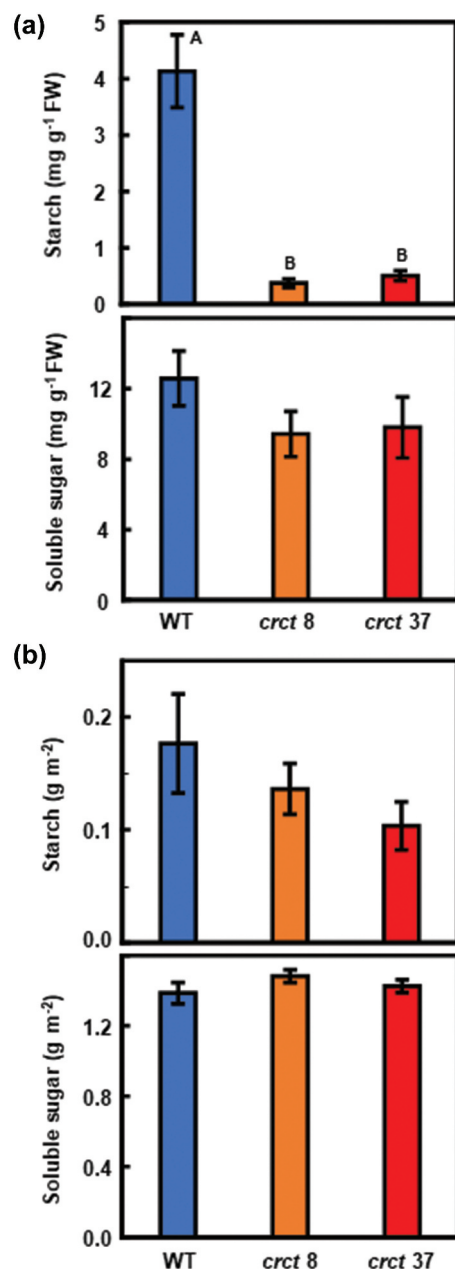 (a)
Starch (mg g⁻¹ FW)
5
4
3
2
1
0
A
B
B
Soluble sugar (mg g⁻¹ FW)
12
8
4
0
WT
crct 8
crct 37
(b)
Starch (g m⁻²)
0.2
0.1
0.0
Soluble sugar (g m⁻²)
1.2
0.8
0.4
0.0
WT
crct 8
crct 37